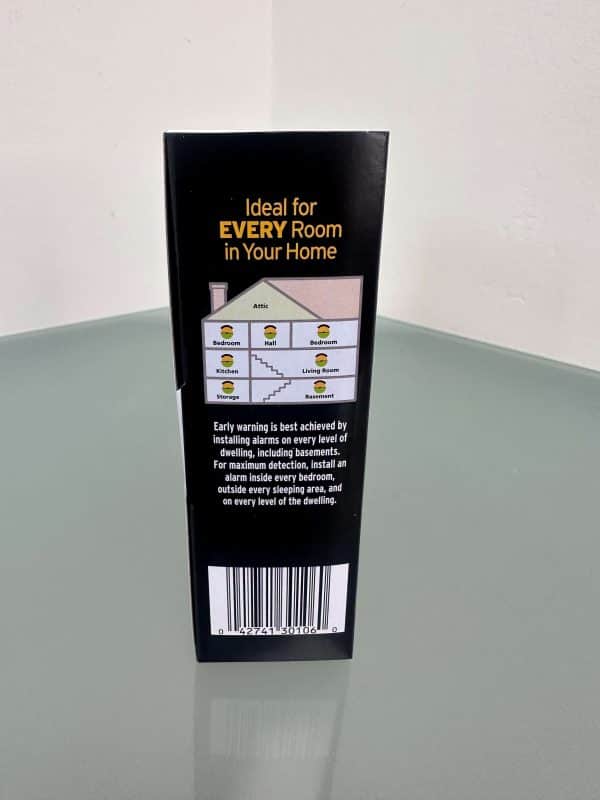 Ideal for
EVERY Room
in Your Home
Attic
Bedroom Hall Bedroom
Kitchen Living Room
Storage Basement
Early warning is best achieved by
installing alarms on every level of
dwelling, including basements.
For maximum detection, install an
alarm inside every bedroom,
outside every sleeping area, and
on every level of the dwelling.
0 42741 30106 0